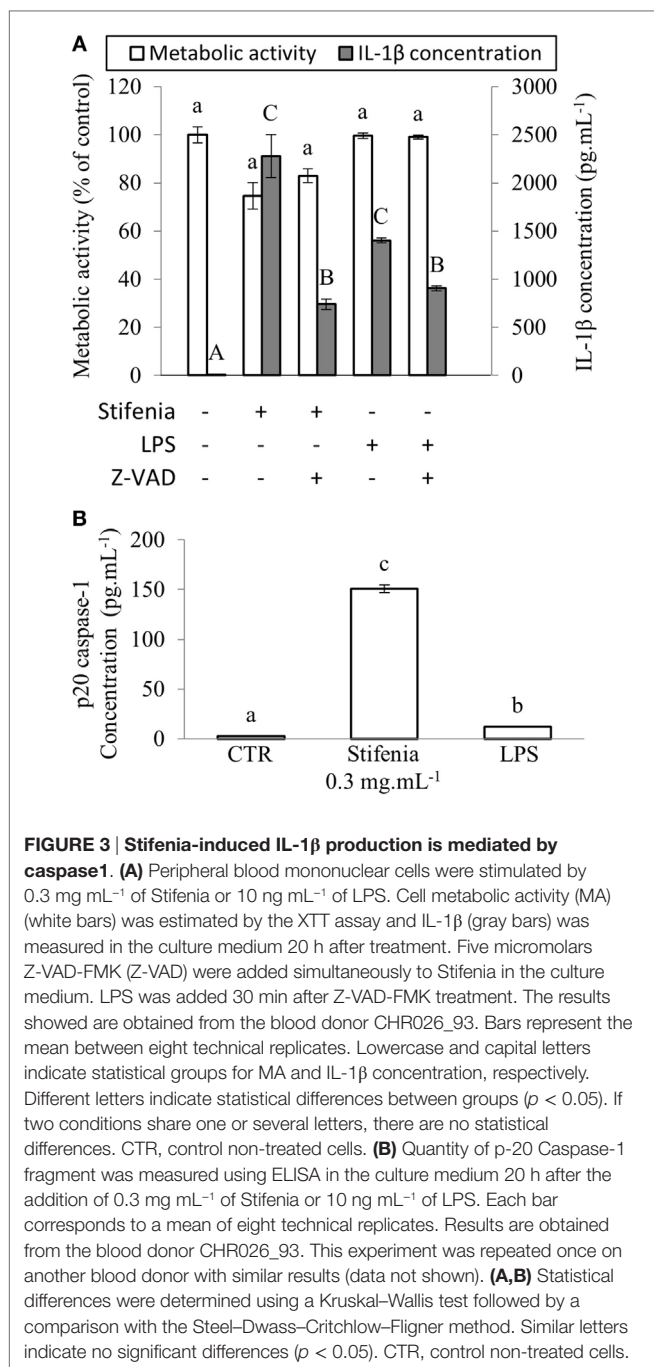 A
Metabolic activity IL-1β concentration
Metabolic activity (% of control)
120
100
80
60
40
20
0
a
A
a
C
a
B
a
C
a
B
3000
2500
2000
1500
1000
500
0
IL-1β concentration (pg.mL⁻¹)
Stifenia - + + - -
LPS - - - + +
Z-VAD - - + - +
B
p20 caspase-1
Concentration (pg.mL⁻¹)
200
150
100
50
0
a
c
b
CTR Stifenia LPS
0.3 mg.mL⁻¹
FIGURE 3 | Stifenia-induced IL-1β production is mediated by
caspase1. (A) Peripheral blood mononuclear cells were stimulated by
0.3 mg mL⁻¹ of Stifenia or 10 ng mL⁻¹ of LPS. Cell metabolic activity (MA)
(white bars) was estimated by the XTT assay and IL-1β (gray bars) was
measured in the culture medium 20 h after treatment. Five micromolars
Z-VAD-FMK (Z-VAD) were added simultaneously to Stifenia in the culture
medium. LPS was added 30 min after Z-VAD-FMK treatment. The results
showed are obtained from the blood donor CHR026_93. Bars represent the
mean between eight technical replicates. Lowercase and capital letters
indicate statistical groups for MA and IL-1β concentration, respectively.
Different letters indicate statistical differences between groups (p < 0.05). If
two conditions share one or several letters, there are no statistical
differences. CTR, control non-treated cells. (B) Quantity of p-20 Caspase-1
fragment was measured using ELISA in the culture medium 20 h after the
addition of 0.3 mg mL⁻¹ of Stifenia or 10 ng mL⁻¹ of LPS. Each bar
corresponds to a mean of eight technical replicates. Results are obtained
from the blood donor CHR026_93. This experiment was repeated once on
another blood donor with similar results (data not shown). (A,B) Statistical
differences were determined using a Kruskal–Wallis test followed by a
comparison with the Steel–Dwass–Critchlow–Fligner method. Similar letters
indicate no significant differences (p < 0.05). CTR, control non-treated cells.